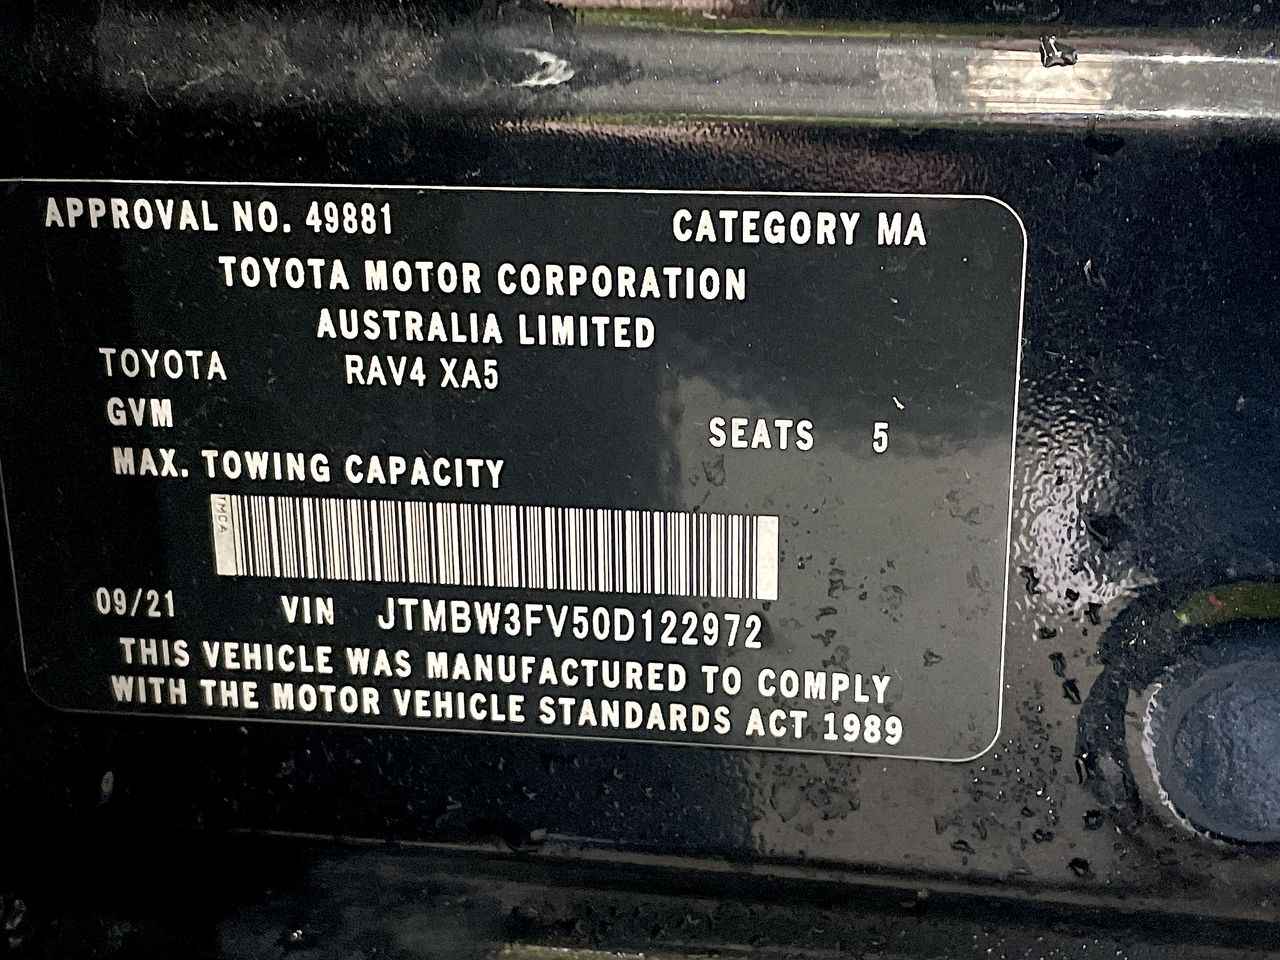 APPROVAL NO. 49881 CATEGORY MA
TOYOTA MOTOR CORPORATION
AUSTRALIA LIMITED
TOYOTA RAV4 XA5
GVM SEATS 5
MAX. TOWING CAPACITY
TMCA
09/21 VIN JTMBW3FV50D122972
THIS VEHICLE WAS MANUFACTURED TO COMPLY
WITH THE MOTOR VEHICLE STANDARDS ACT 1989